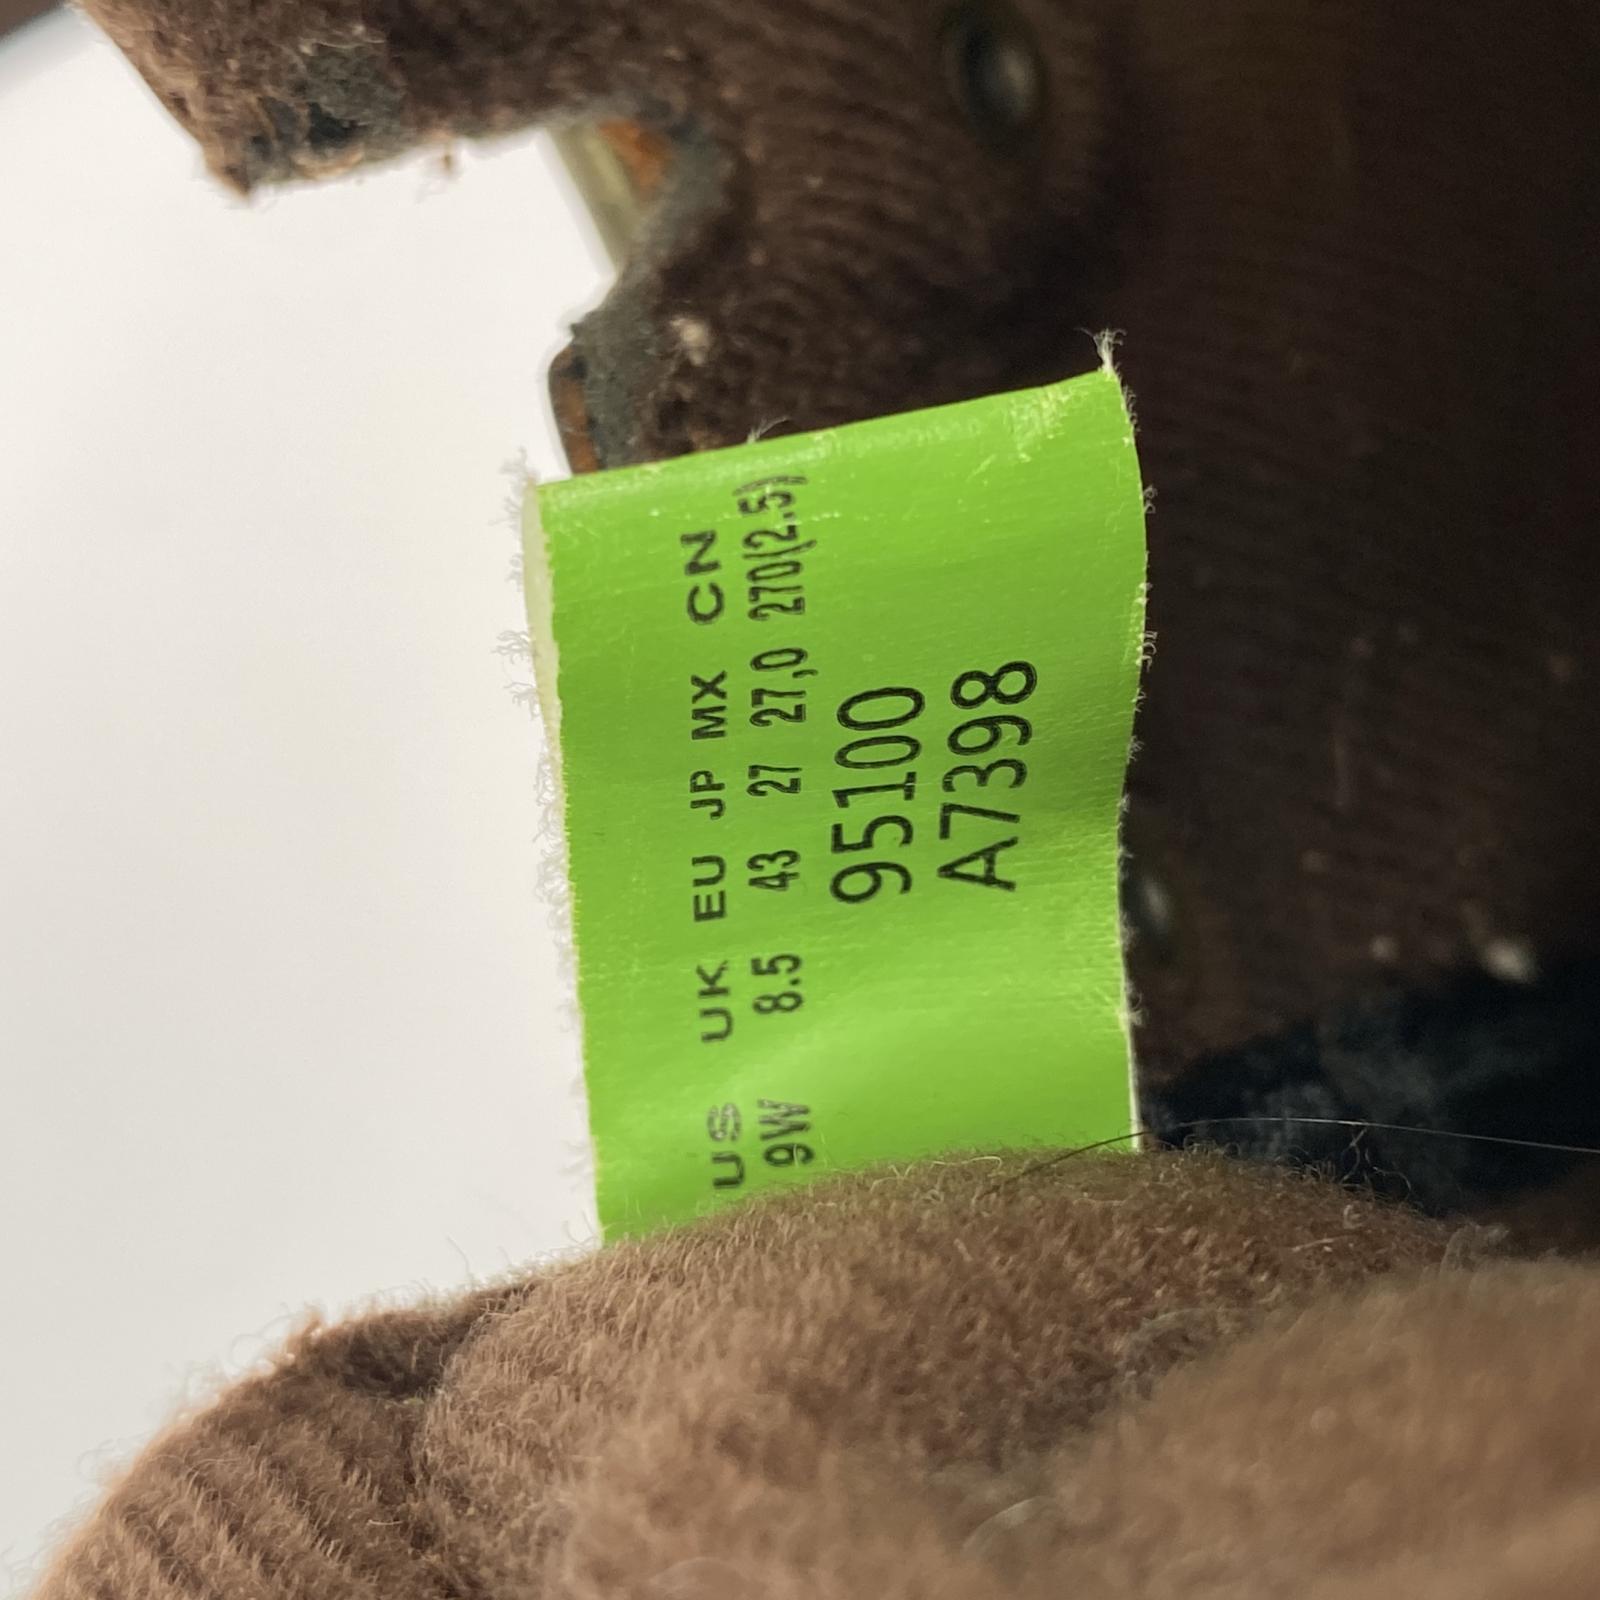 US UK EU JP MX CN
9W 8.5 43 27 27,0 270(2.5)
95100
A7398